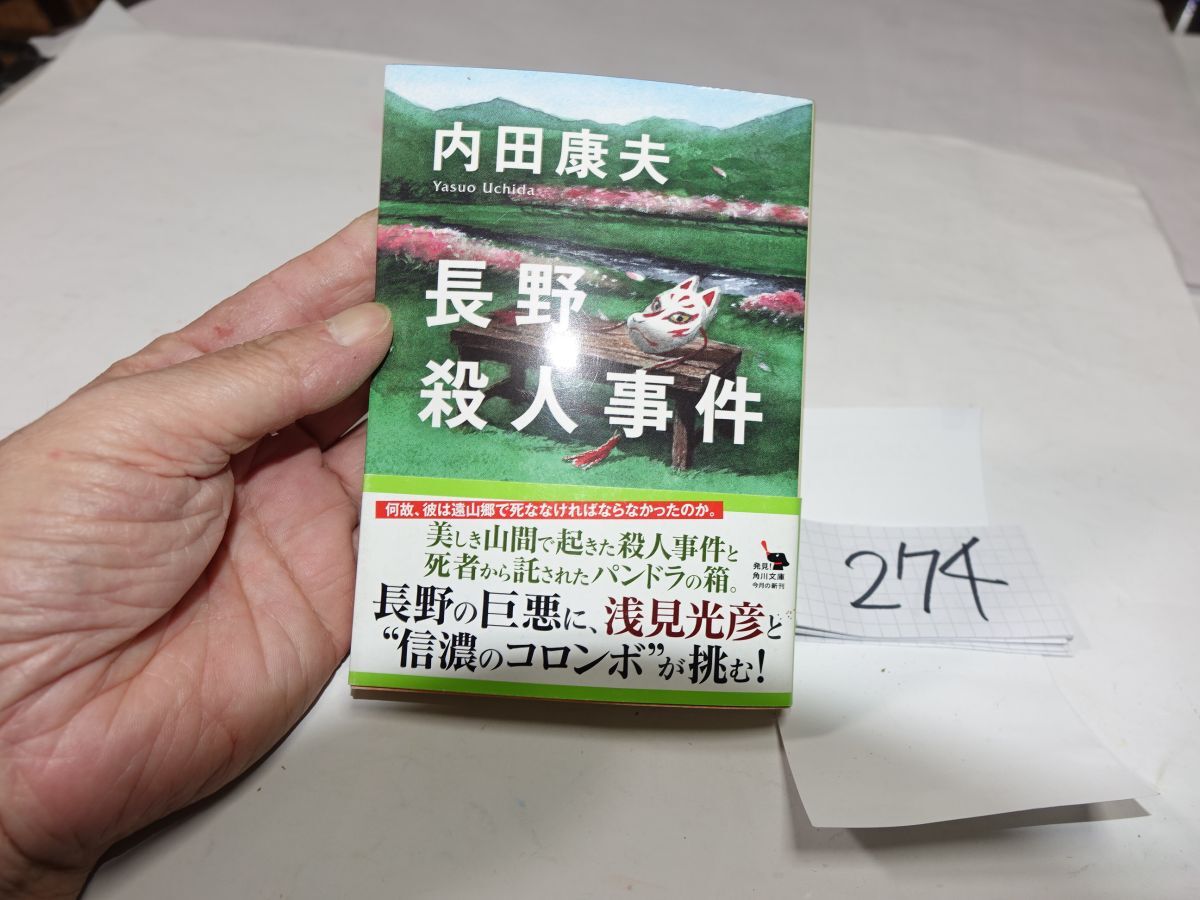 内田康夫
Yasuo Uchida
長野
殺人事件
何故、彼は遠山郷で死ななければならなかったのか。
美しき山間で起きた殺人事件と
死者から託されたパンドラの箱。
長野の巨悪に、浅見光彦と
“信濃のコロンボ”が挑む!
発見!
角川文庫
今月の新刊
274